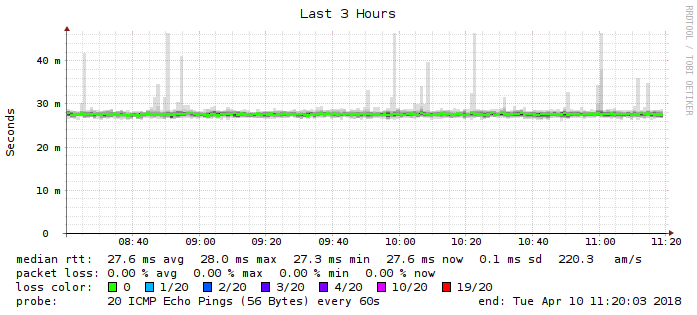 Last 3 Hours
RRDTOOL / TOBI OETIKER
Seconds
40 m
30 m
20 m
10 m
0
08:40 09:00 09:20 09:40 10:00 10:20 10:40 11:00 11:20
median rtt: 27.6 ms avg 28.0 ms max 27.3 ms min 27.6 ms now 0.1 ms sd 220.3 am/s
packet loss: 0.00 % avg 0.00 % max 0.00 % min 0.00 % now
loss color: 0 1/20 2/20 3/20 4/20 10/20 19/20
probe: 20 ICMP Echo Pings (56 Bytes) every 60s end: Tue Apr 10 11:20:03 2018